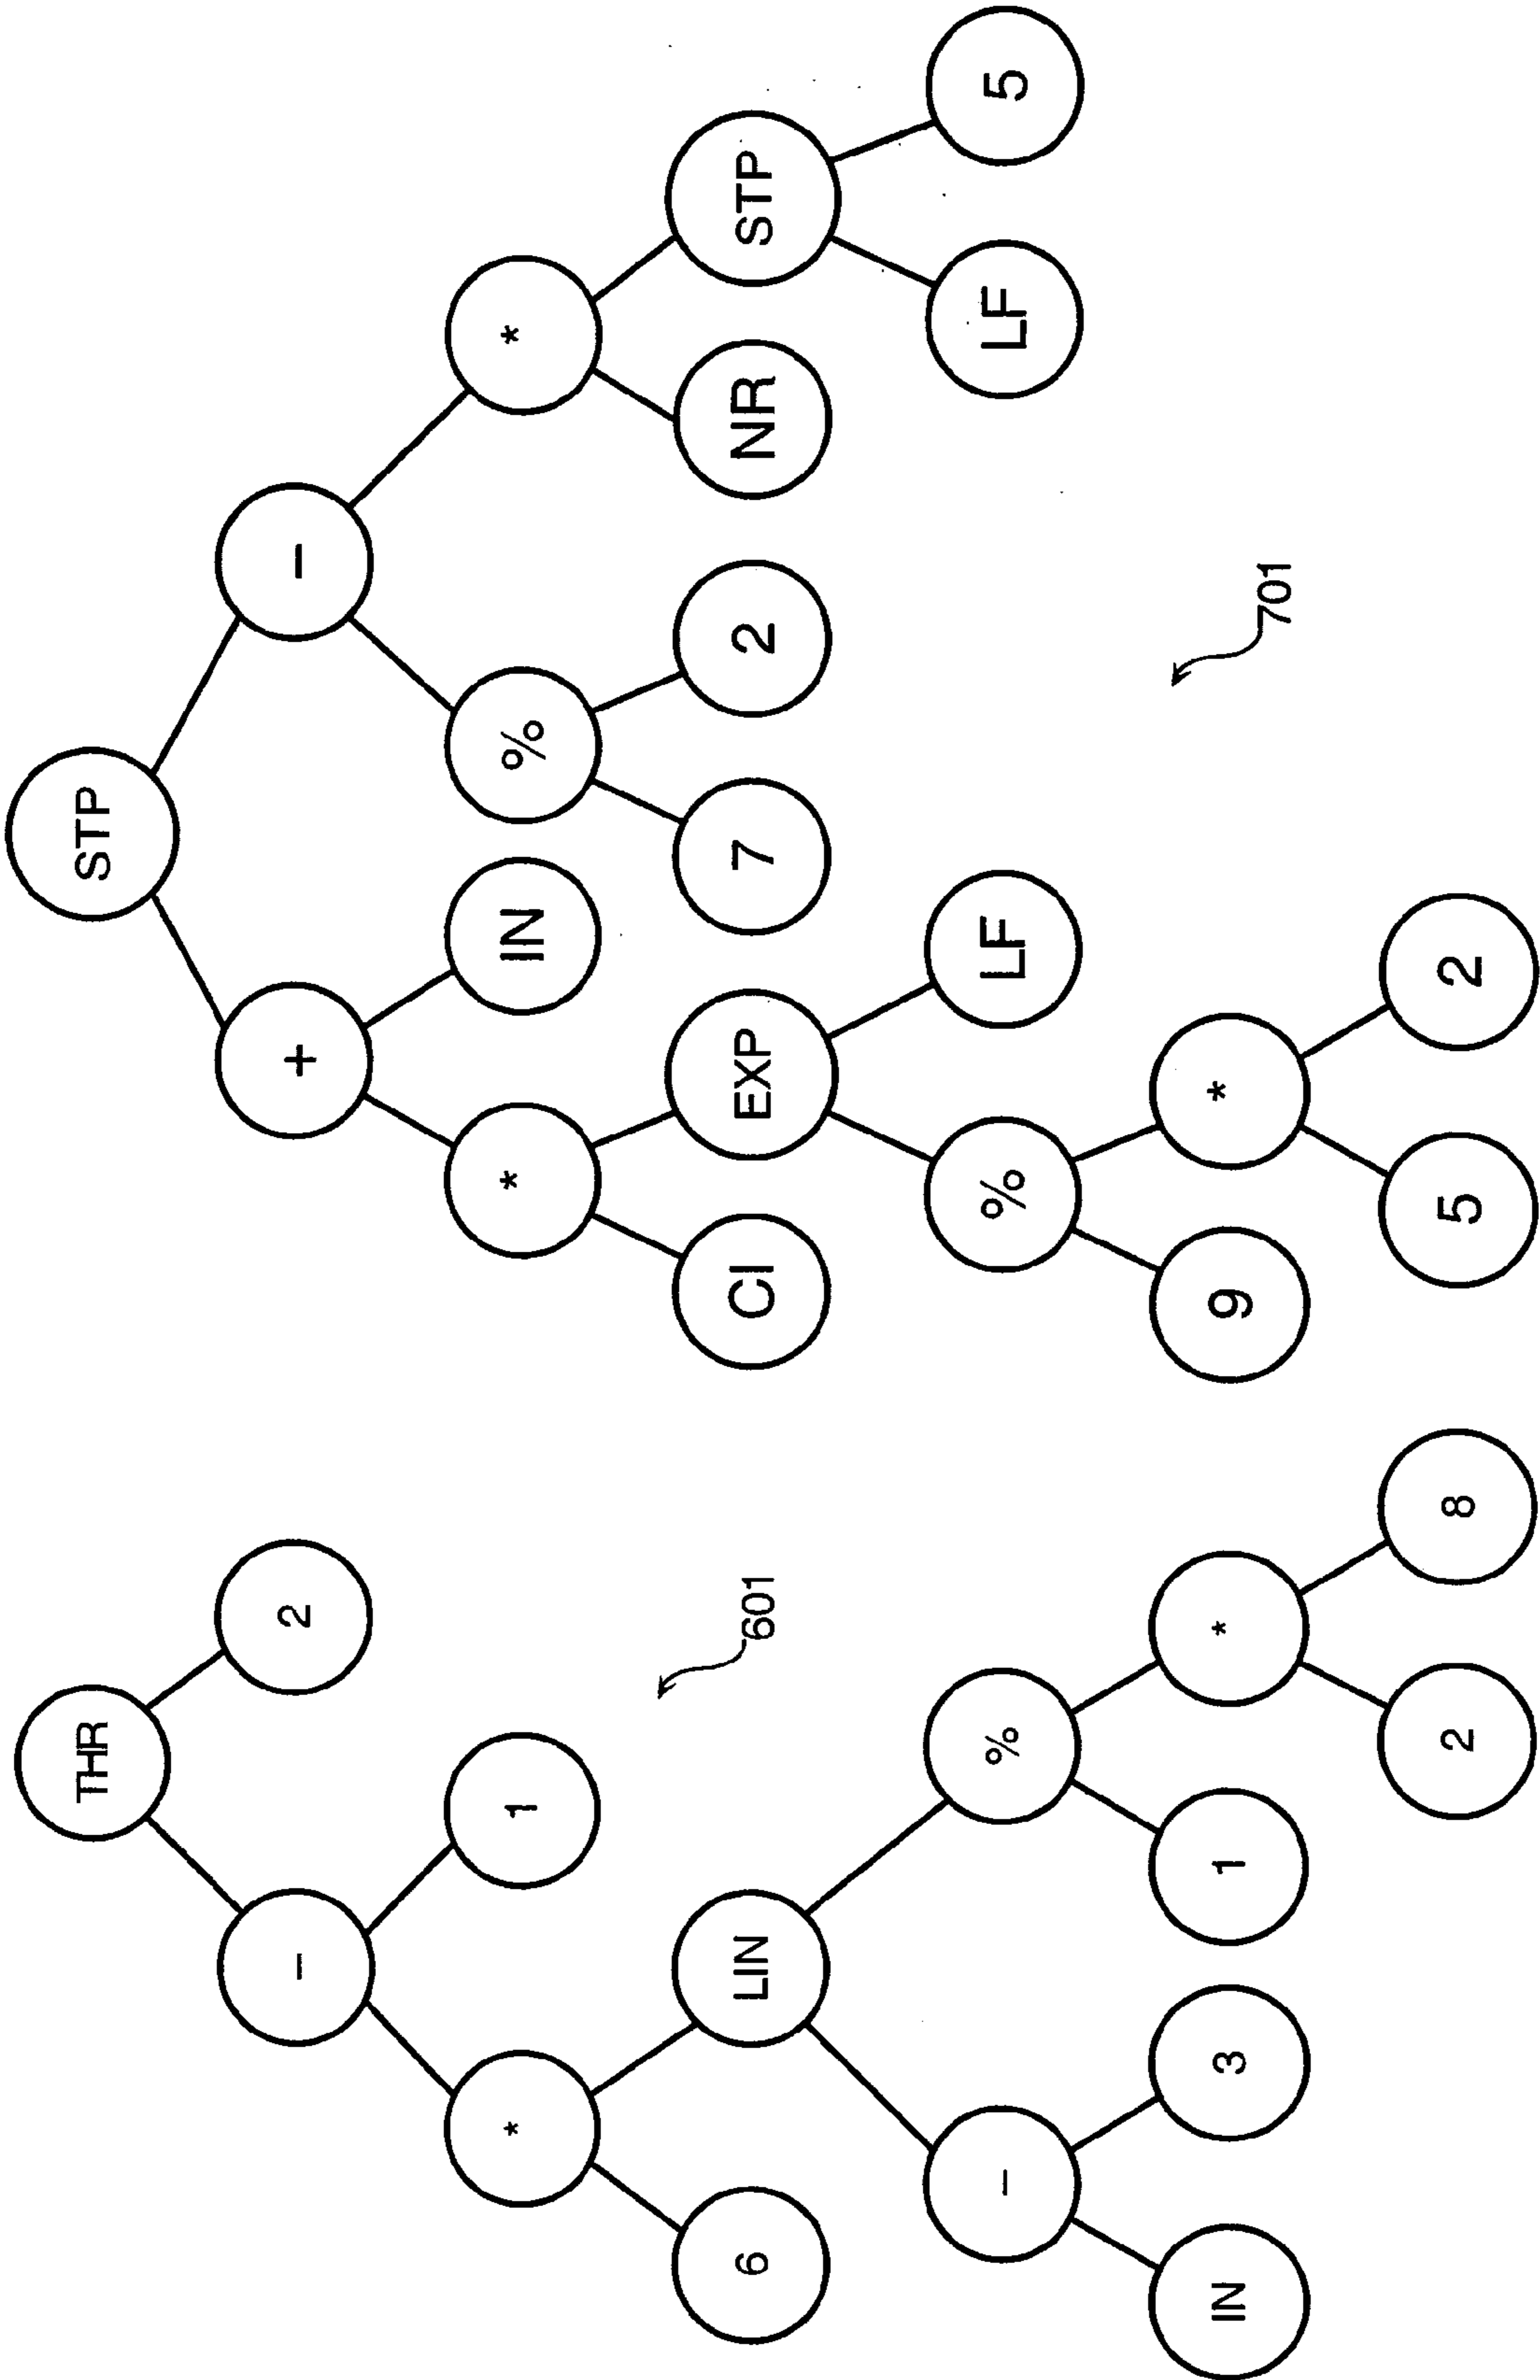 THR
− 2
* 1
6 LIN
− %
IN 3 1 *
2 8
601
STP
+ −
* IN % *
CI EXP 7 2 NR STP
% LF LF 5
9 *
5 2
701